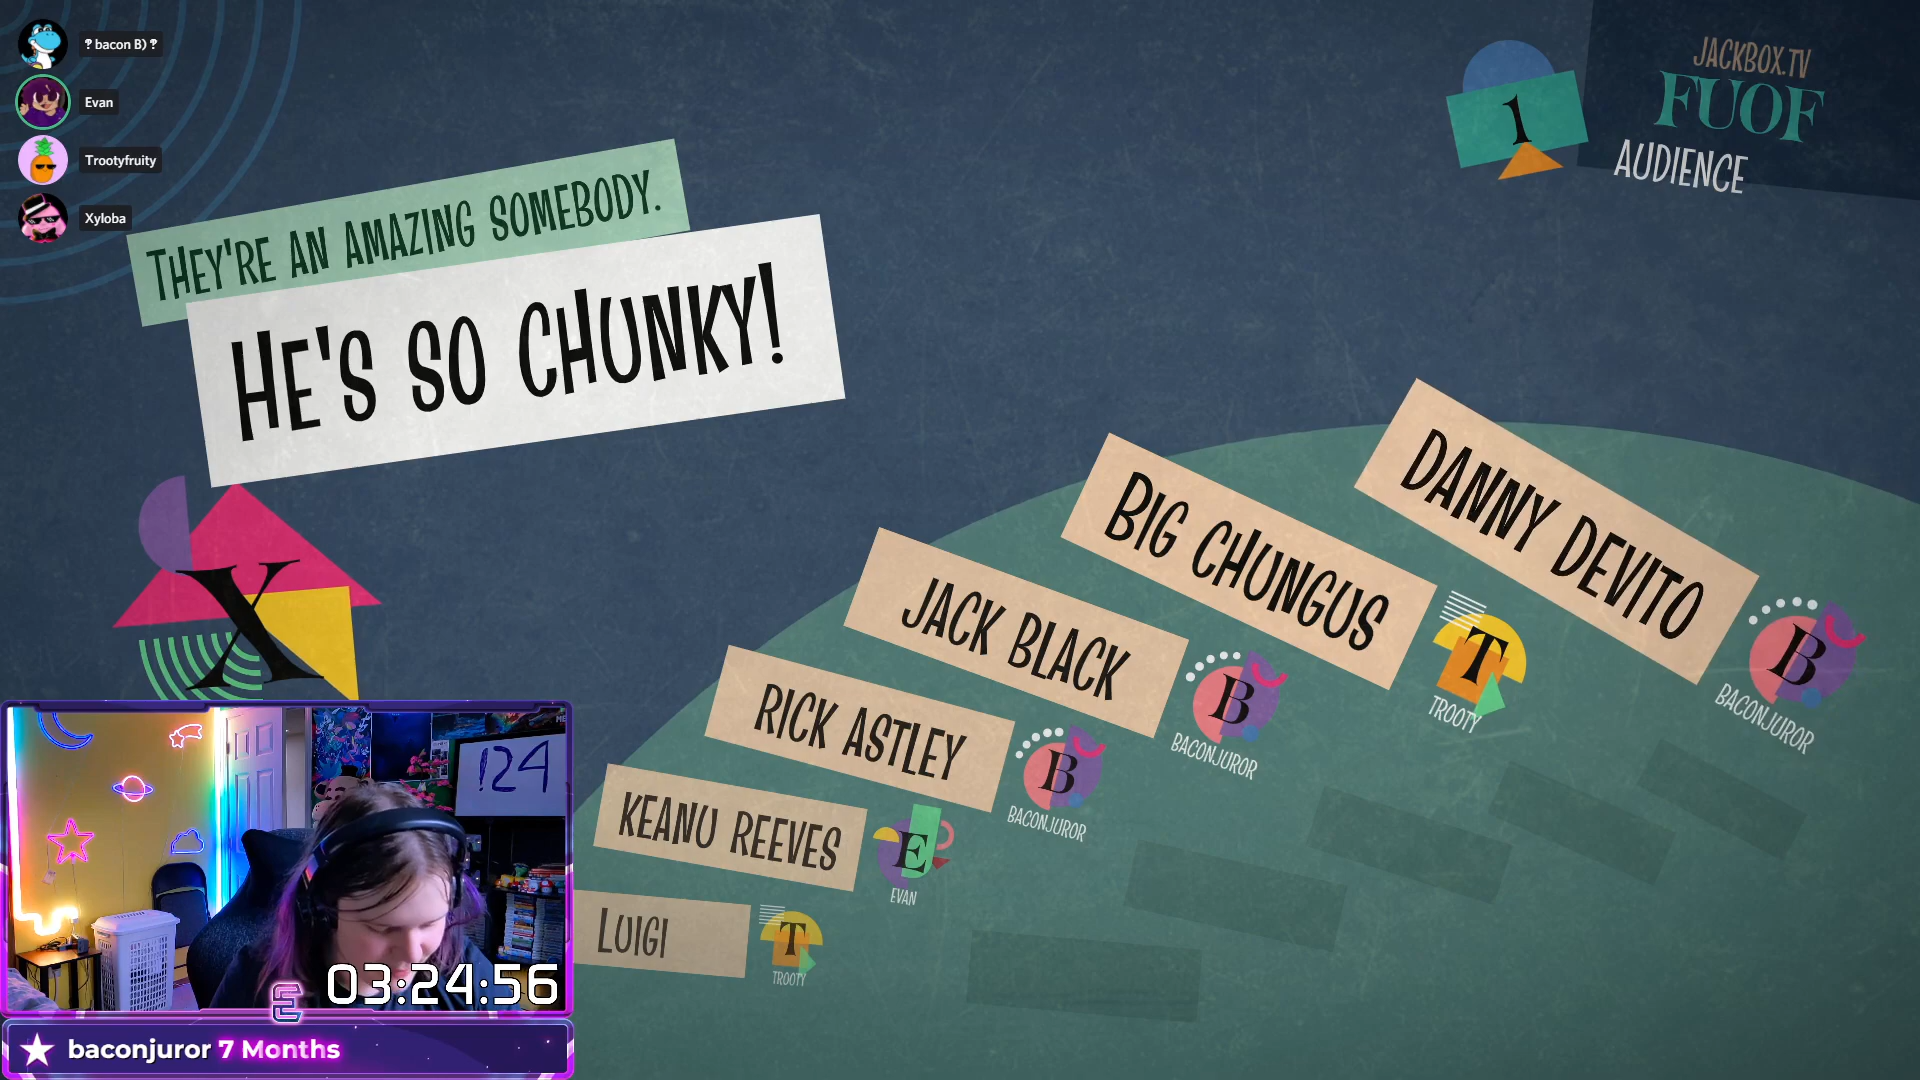 ‽ bacon B) ‽
Evan
Trootyfruity
Xyloba
JACKBOX.TV
FUOF
1
AUDIENCE
THEY'RE AN AMAZING SOMEBODY.
HE'S SO CHUNKY!
X
DANNY DEVITO
B
BACONJUROR
BIG CHUNGUS
T
TROOTY
JACK BLACK
B
BACONJUROR
RICK ASTLEY
B
BACONJUROR
KEANU REEVES
E
EVAN
LUIGI
T
TROOTY
!24
03:24:56
E
baconjuror 7 Months